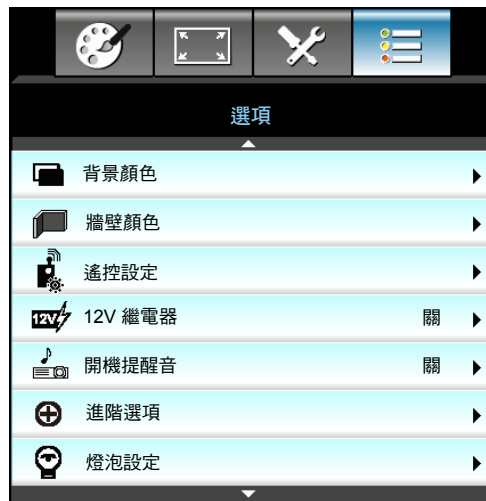 選項
背景顏色
牆壁顏色
遙控設定
12V 12V 繼電器 關
開機提醒音 關
進階選項
燈泡設定